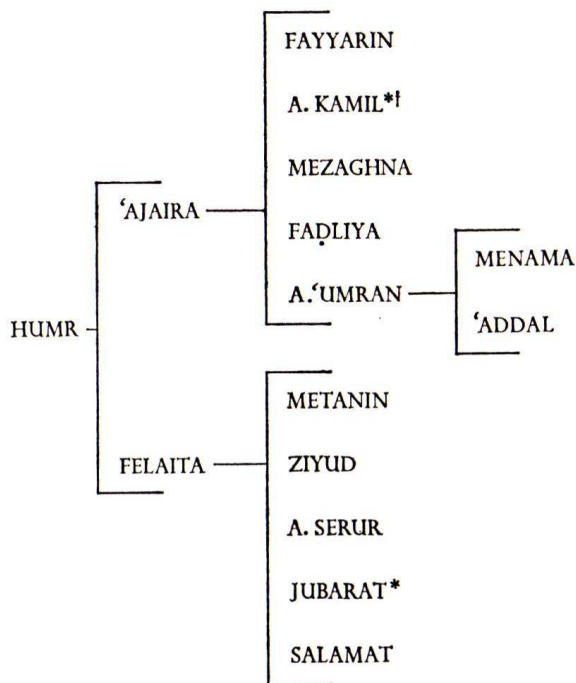 FAYYARIN
A. KAMIL*†
MEZAGHNA
‘AJAIRA
FAḌLIYA
MENAMA
A.‘UMRAN
‘ADDAL
HUMR
METANIN
FELAITA
ZIYUD
A. SERUR
JUBARAT*
SALAMAT